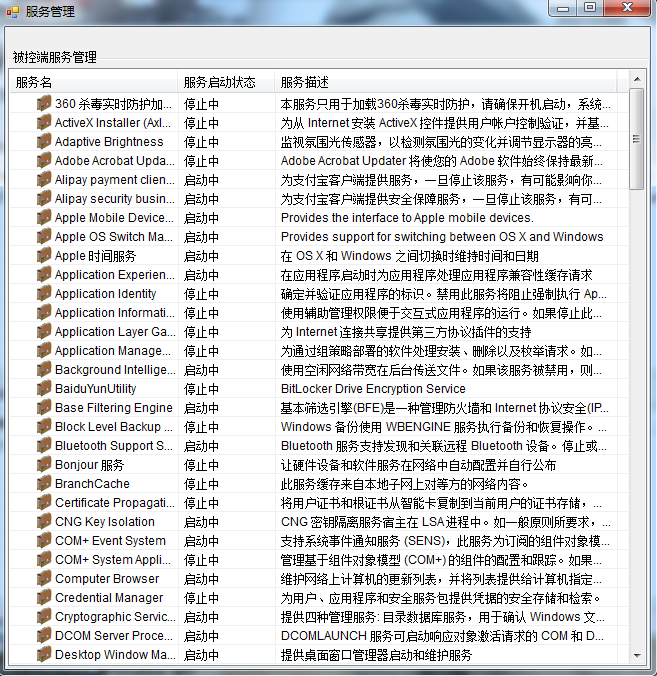 服务管理
被控端服务管理
服务名 服务启动状态 服务描述
360 杀毒实时防护加... 停止中 本服务只用于加载360杀毒实时防护，请确保开机启动，系统...
ActiveX Installer (AxI... 停止中 为从 Internet 安装 ActiveX 控件提供用户帐户控制验证，并基...
Adaptive Brightness 停止中 监视氛围光传感器，以检测氛围光的变化并调节显示器的亮...
Adobe Acrobat Upda... 停止中 Adobe Acrobat Updater 将使您的 Adobe 软件始终保持最新...
Alipay payment clien... 启动中 为支付宝客户端提供服务，一旦停止该服务，有可能影响你...
Alipay security busin... 启动中 为支付宝客户端提供安全保障服务，一旦停止该服务，有可...
Apple Mobile Device... 启动中 Provides the interface to Apple mobile devices.
Apple OS Switch Ma... 启动中 Provides support for switching between OS X and Windows
Apple 时间服务 启动中 在 OS X 和 Windows 之间切换时维持时间和日期
Application Experien... 启动中 在应用程序启动时为应用程序处理应用程序兼容性缓存请求
Application Identity 停止中 确定并验证应用程序的标识。禁用此服务将阻止强制执行 Ap...
Application Informati... 启动中 使用辅助管理权限便于交互式应用程序的运行。如果停止此...
Application Layer Ga... 停止中 为 Internet 连接共享提供第三方协议插件的支持
Application Manage... 停止中 为通过组策略部署的软件处理安装、删除以及枚举请求。如...
Background Intellige... 启动中 使用空闲网络带宽在后台传送文件。如果该服务被禁用，则...
BaiduYunUtility 停止中 BitLocker Drive Encryption Service
Base Filtering Engine 启动中 基本筛选引擎(BFE)是一种管理防火墙和 Internet 协议安全(IP...
Block Level Backup ... 停止中 Windows 备份使用 WBENGINE 服务执行备份和恢复操作。...
Bluetooth Support S... 启动中 Bluetooth 服务支持发现和关联远程 Bluetooth 设备。停止或...
Bonjour 服务 停止中 让硬件设备和软件服务在网络中自动配置并自行公布
BranchCache 停止中 此服务缓存来自本地子网上对等方的网络内容。
Certificate Propagati... 停止中 将用户证书和根证书从智能卡复制到当前用户的证书存储，...
CNG Key Isolation 启动中 CNG 密钥隔离服务宿主在 LSA 进程中。如一般原则所要求，...
COM+ Event System 启动中 支持系统事件通知服务 (SENS)，此服务为订阅的组件对象模...
COM+ System Appli... 停止中 管理基于组件对象模型 (COM+) 的组件的配置和跟踪。如果...
Computer Browser 启动中 维护网络上计算机的更新列表，并将列表提供给计算机指定...
Credential Manager 停止中 为用户、应用程序和安全服务包提供凭据的安全存储和检索。
Cryptographic Servic... 启动中 提供四种管理服务: 目录数据库服务，用于确认 Windows 文...
DCOM Server Proce... 启动中 DCOMLAUNCH 服务可启动响应对象激活请求的 COM 和 D...
Desktop Window Ma... 启动中 提供桌面窗口管理器启动和维护服务